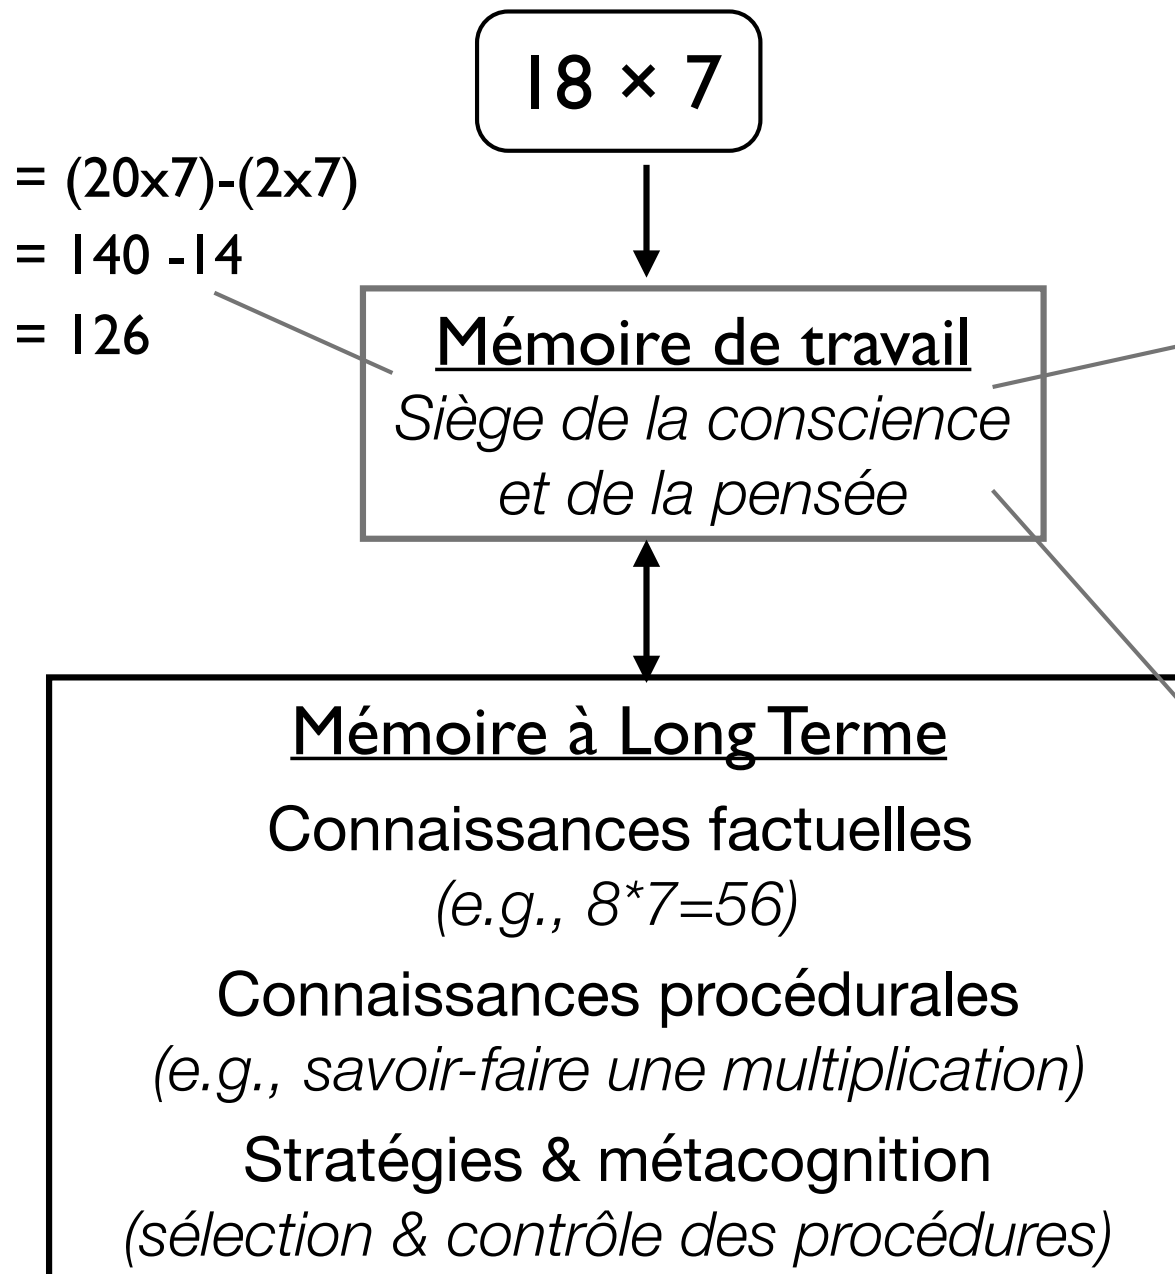 18 × 7
= (20x7)-(2x7)
= 140 -14
= 126
Mémoire de travail
Siège de la conscience
et de la pensée
Mémoire à Long Terme
Connaissances factuelles
(e.g., 8*7=56)
Connaissances procédurales
(e.g., savoir-faire une multiplication)
Stratégies & métacognition
(sélection & contrôle des procédures)